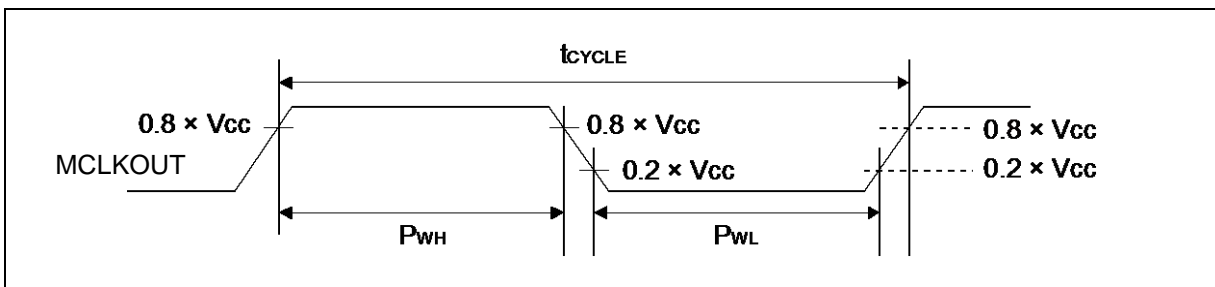 tCYCLE
0.8 × Vcc
0.8 × Vcc
0.8 × Vcc
MCLKOUT
0.2 × Vcc
0.2 × Vcc
PWH
PWL